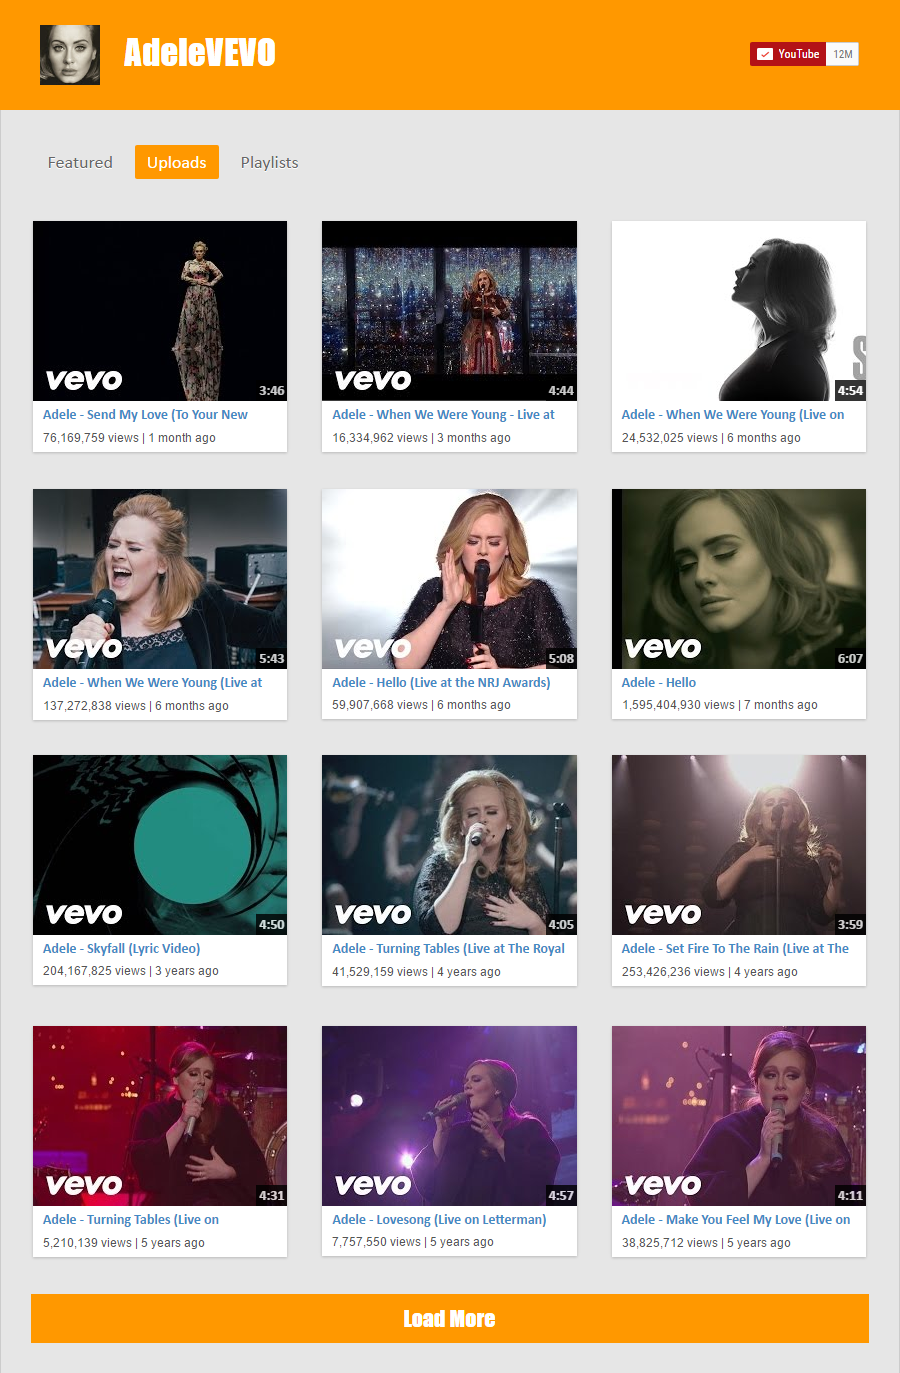 AdeleVEVO
YouTube 12M
Featured Uploads Playlists
vevo 3:46
Adele - Send My Love (To Your New
76,169,759 views | 1 month ago
vevo 4:44
Adele - When We Were Young - Live at
16,334,962 views | 3 months ago
S
4:54
Adele - When We Were Young (Live on
24,532,025 views | 6 months ago
vevo 5:43
Adele - When We Were Young (Live at
137,272,838 views | 6 months ago
vevo 5:08
Adele - Hello (Live at the NRJ Awards)
59,907,668 views | 6 months ago
vevo 6:07
Adele - Hello
1,595,404,930 views | 7 months ago
vevo 4:50
Adele - Skyfall (Lyric Video)
204,167,825 views | 3 years ago
vevo 4:05
Adele - Turning Tables (Live at The Royal
41,529,159 views | 4 years ago
vevo 3:59
Adele - Set Fire To The Rain (Live at The
253,426,236 views | 4 years ago
vevo 4:31
Adele - Turning Tables (Live on
5,210,139 views | 5 years ago
vevo 4:57
Adele - Lovesong (Live on Letterman)
7,757,550 views | 5 years ago
vevo 4:11
Adele - Make You Feel My Love (Live on
38,825,712 views | 5 years ago
Load More